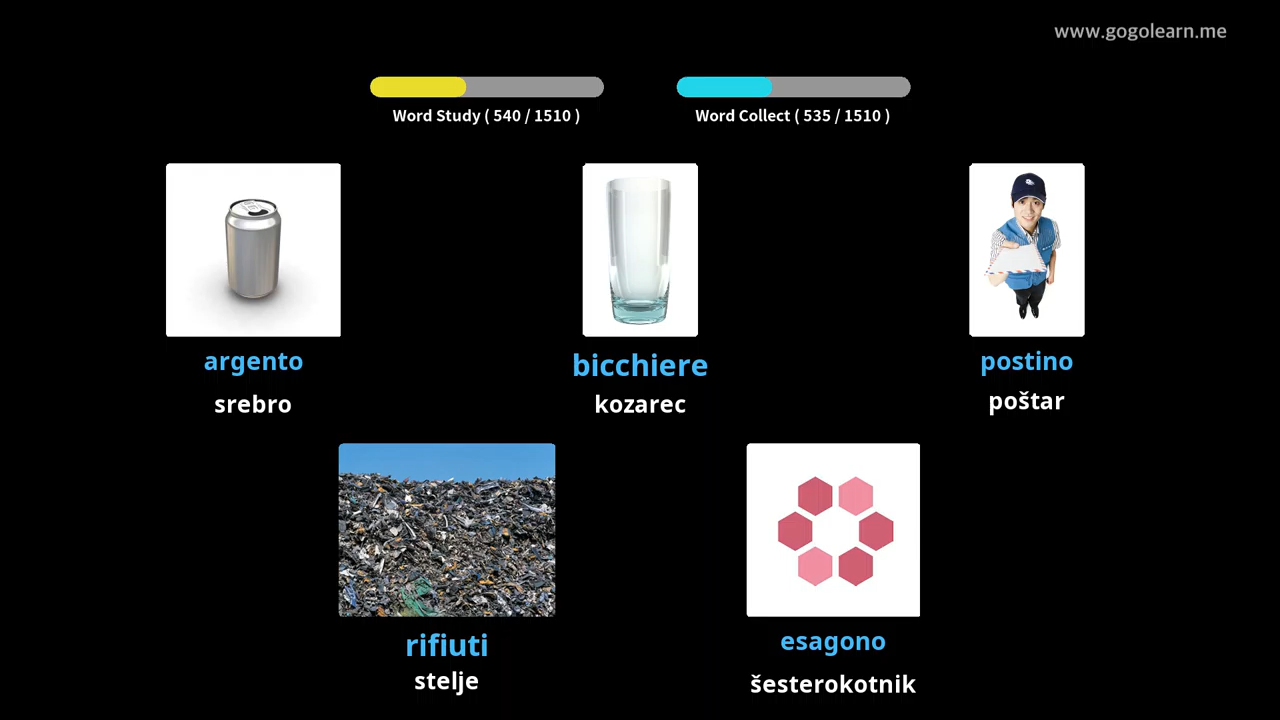 www.gogolearn.me
Word Study ( 540 / 1510 )
Word Collect ( 535 / 1510 )
argento
srebro
bicchiere
kozarec
postino
poštar
rifiuti
stelje
esagono
šesterokotnik